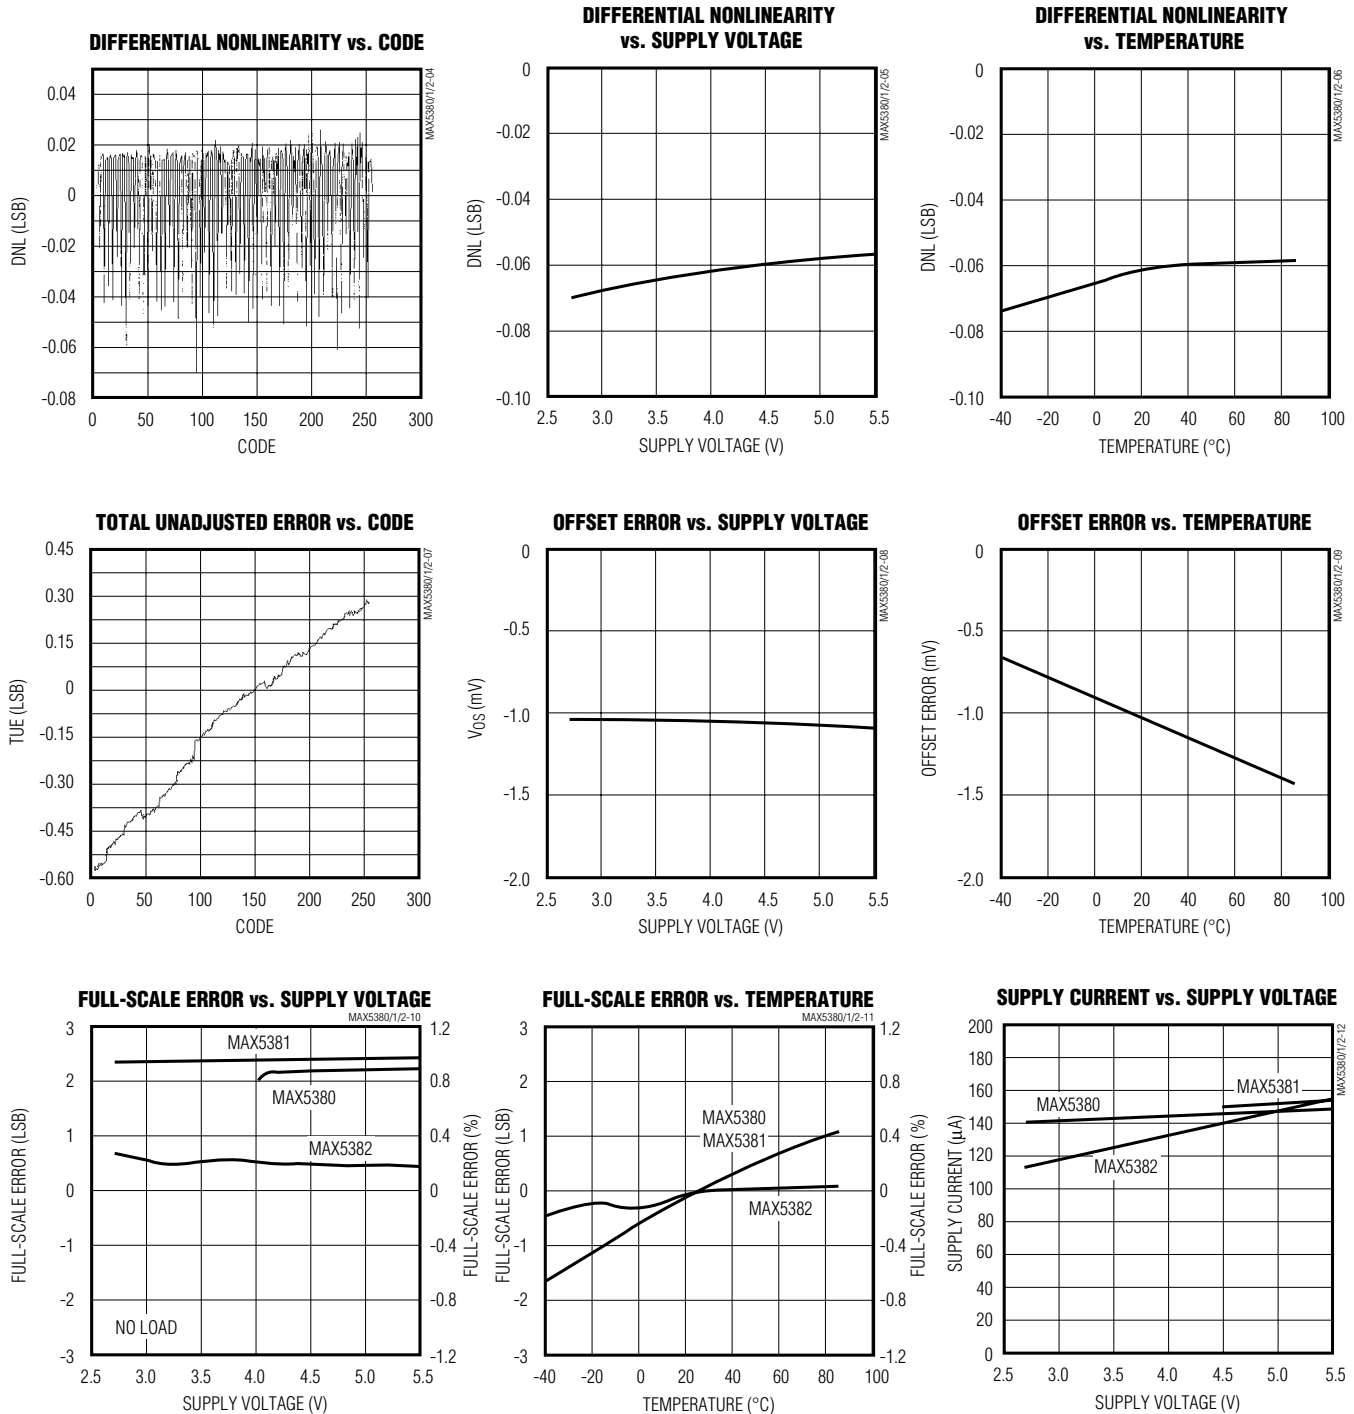 DIFFERENTIAL NONLINEARITY vs. CODE
MAX5380/1/2-04
0.04
0.02
0
-0.02
-0.04
-0.06
-0.08
DNL (LSB)
0 50 100 150 200 250 300
CODE
DIFFERENTIAL NONLINEARITY
vs. SUPPLY VOLTAGE
MAX5380/1/2-05
0
-0.02
-0.04
-0.06
-0.08
-0.10
DNL (LSB)
2.5 3.0 3.5 4.0 4.5 5.0 5.5
SUPPLY VOLTAGE (V)
DIFFERENTIAL NONLINEARITY
vs. TEMPERATURE
MAX5380/1/2-06
0
-0.02
-0.04
-0.06
-0.08
-0.10
DNL (LSB)
-40 -20 0 20 40 60 80 100
TEMPERATURE (°C)
TOTAL UNADJUSTED ERROR vs. CODE
MAX5380/1/2-07
0.45
0.30
0.15
0
-0.15
-0.30
-0.45
-0.60
TUE (LSB)
0 50 100 150 200 250 300
CODE
OFFSET ERROR vs. SUPPLY VOLTAGE
MAX5380/1/2-08
0
-0.5
-1.0
-1.5
-2.0
VOS (mV)
2.5 3.0 3.5 4.0 4.5 5.0 5.5
SUPPLY VOLTAGE (V)
OFFSET ERROR vs. TEMPERATURE
MAX5380/1/2-09
0
-0.5
-1.0
-1.5
-2.0
OFFSET ERROR (mV)
-40 -20 0 20 40 60 80 100
TEMPERATURE (°C)
FULL-SCALE ERROR vs. SUPPLY VOLTAGE
MAX5380/1/2-10
3
2
1
0
-1
-2
-3
FULL-SCALE ERROR (LSB)
MAX5381
MAX5380
MAX5382
NO LOAD
1.2
0.8
0.4
0
-0.4
-0.8
-1.2
FULL-SCALE ERROR (%)
2.5 3.0 3.5 4.0 4.5 5.0 5.5
SUPPLY VOLTAGE (V)
FULL-SCALE ERROR vs. TEMPERATURE
MAX5380/1/2-11
3
2
1
0
-1
-2
-3
FULL-SCALE ERROR (LSB)
MAX5380
MAX5381
MAX5382
1.2
0.8
0.4
0
-0.4
-0.8
-1.2
FULL-SCALE ERROR (%)
-40 -20 0 20 40 60 80 100
TEMPERATURE (°C)
SUPPLY CURRENT vs. SUPPLY VOLTAGE
MAX5380/1/2-12
200
180
160
140
120
100
80
60
40
20
0
SUPPLY CURRENT (µA)
MAX5381
MAX5380
MAX5382
2.5 3.0 3.5 4.0 4.5 5.0 5.5
SUPPLY VOLTAGE (V)